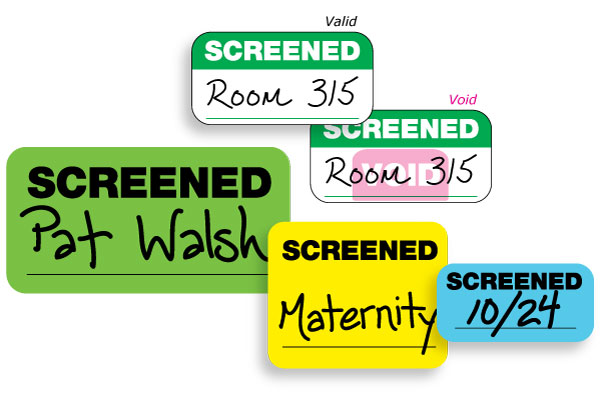 Valid
SCREENED
Room 315
Void
SCREENED
Room 315
VOID
SCREENED
Pat Walsh
SCREENED
Maternity
SCREENED
10/24